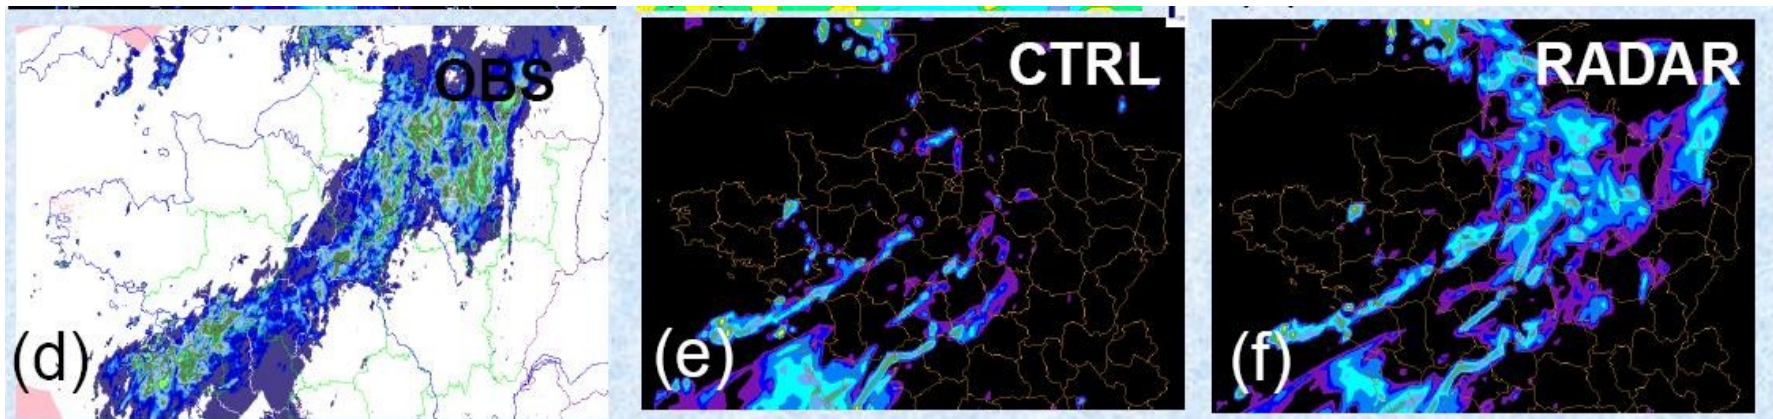 OBS
(d)
CTRL
(e)
RADAR
(f)